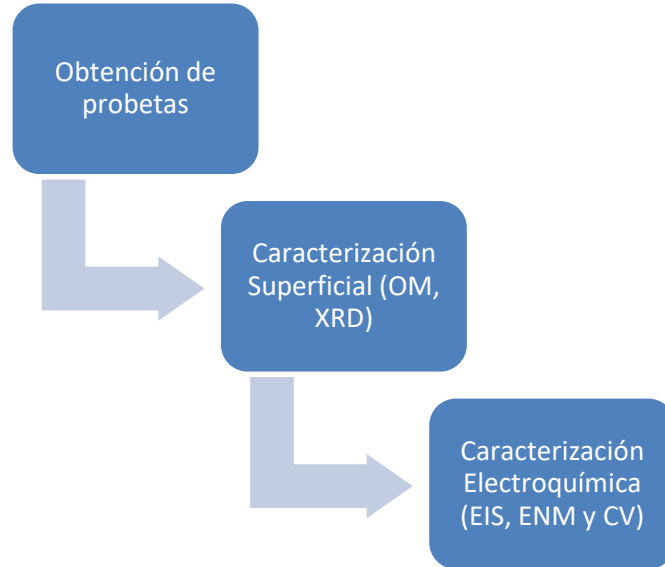 Obtención de
probetas
Caracterización
Superficial (OM,
XRD)
Caracterización
Electroquímica
(EIS, ENM y CV)